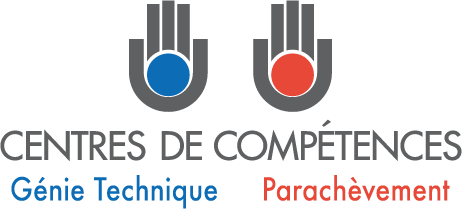 CENTRES DE COMPÉTENCES
Génie Technique Parachèvement